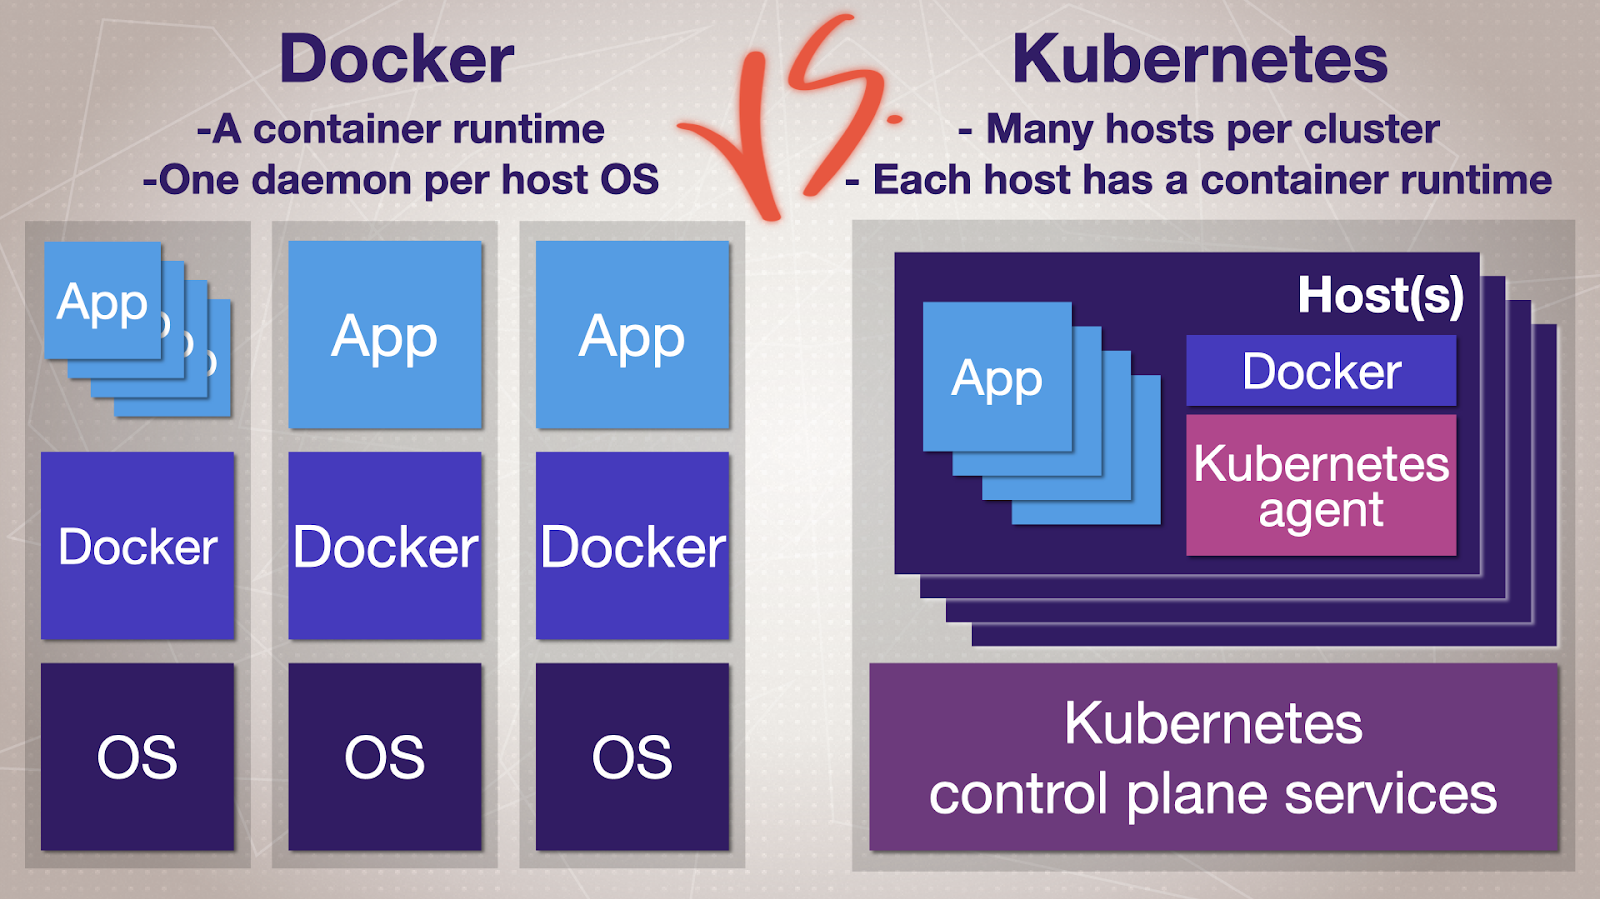 Docker
VS.
Kubernetes
-A container runtime
-One daemon per host OS
- Many hosts per cluster
- Each host has a container runtime
App
p
p
p
App
App
Docker
Docker
Docker
OS
OS
OS
Host(s)
App
Docker
Kubernetes
agent
Kubernetes
control plane services